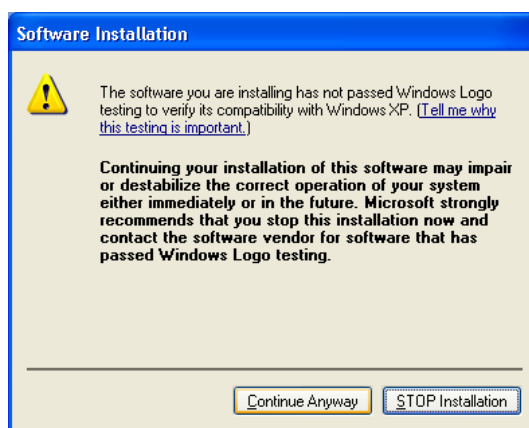 Software Installation
The software you are installing has not passed Windows Logo
testing to verify its compatibility with Windows XP. (Tell me why
this testing is important.)
Continuing your installation of this software may impair
or destabilize the correct operation of your system
either immediately or in the future. Microsoft strongly
recommends that you stop this installation now and
contact the software vendor for software that has
passed Windows Logo testing.
Continue Anyway
STOP Installation